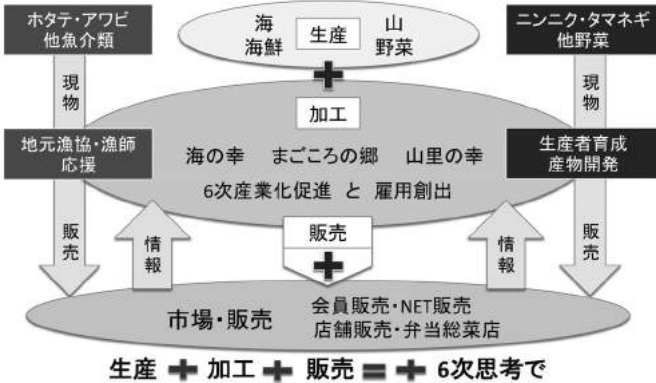 ホタテ・アワビ
他魚介類
海
海鮮
生産
山
野菜
ニンニク・タマネギ
他野菜
現物
現物
加工
地元漁協・漁師
応援
海の幸 まごころの郷 山里の幸
生産者育成
産物開発
6次産業化促進 と 雇用創出
販売
情報
販売
情報
販売
市場・販売
会員販売・NET販売
店舗販売・弁当総菜店
生産 + 加工 + 販売 = + 6次思考で